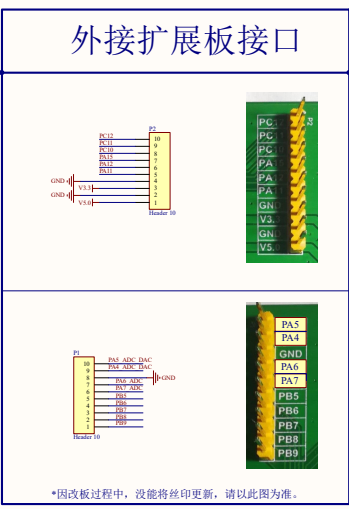 外接扩展板接口
P2
PC12 10
PC11 9
PC10 8
PA15 7
PA12 6
PA11 5
GND 4
V3.3 3
GND 2
V5.0 1
Header 10
P2
PC
PC
PC
PA
PA
PA
GN
V3.
GN
V5.
P1
10 PA5 ADC DAC
9 PA4 ADC DAC
8 GND
7 PA6 ADC
6 PA7 ADC
5 PB5
4 PB6
3 PB7
2 PB8
1 PB9
Header 10
PA5
PA4
GND
PA6
PA7
PB5
PB6
PB7
PB8
PB9
*因改板过程中，没能将丝印更新，请以此图为准。